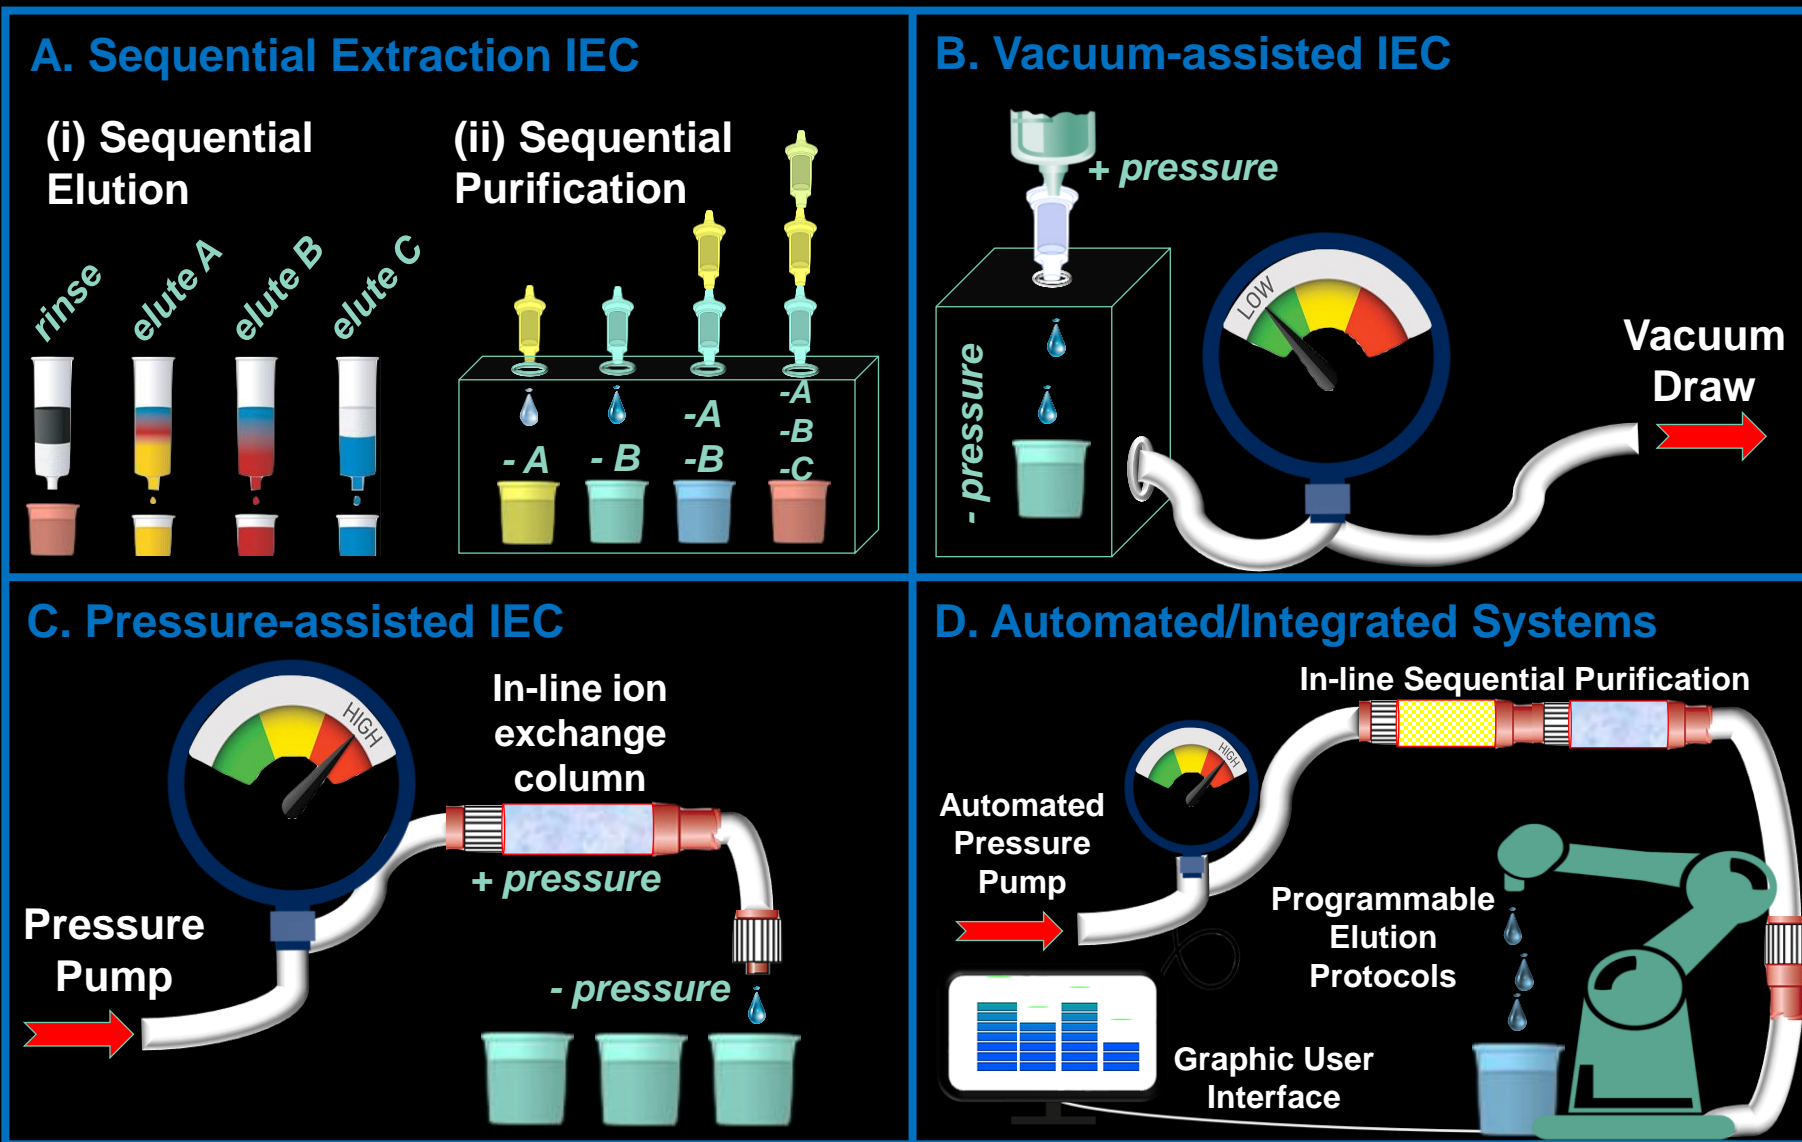 A. Sequential Extraction IEC
(i) Sequential
Elution
rinse
elute A
elute B
elute C
(ii) Sequential
Purification
- A
- B
-A
-B
-A
-B
-C
B. Vacuum-assisted IEC
+ pressure
- pressure
LOW
Vacuum
Draw
C. Pressure-assisted IEC
HIGH
In-line ion
exchange
column
+ pressure
Pressure
Pump
- pressure
D. Automated/Integrated Systems
In-line Sequential Purification
HIGH
Automated
Pressure
Pump
Programmable
Elution
Protocols
Graphic User
Interface